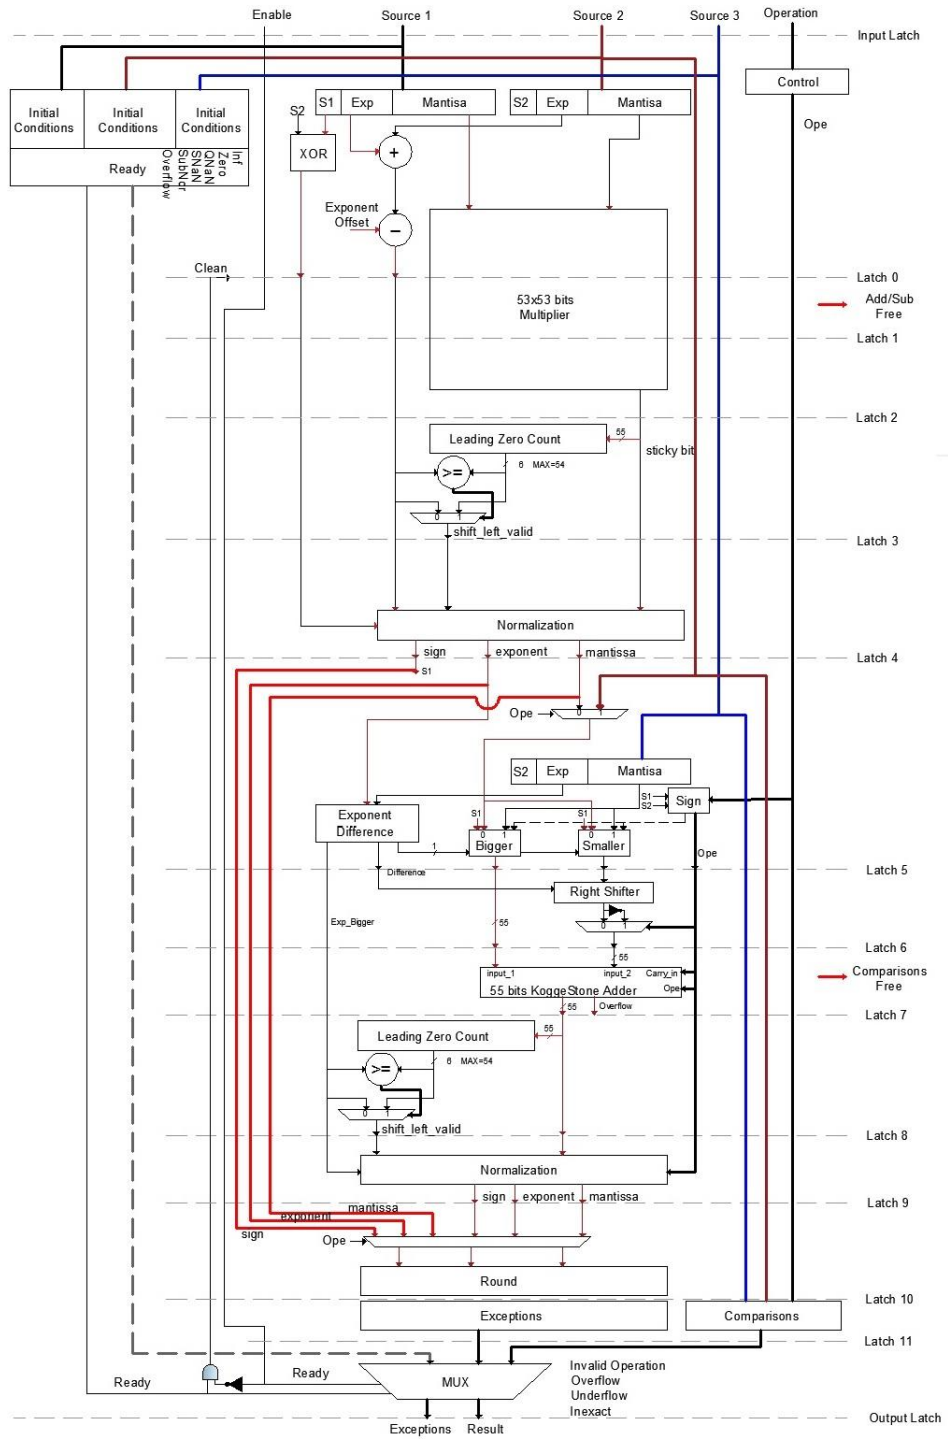 Enable
Source 1
Source 2
Source 3
Operation
Input Latch
Control
Ope
Initial
Conditions
Initial
Conditions
Initial
Conditions
Ready
Inf
Zero
QNaN
SNaN
SubNor
Overflow
S2
S1
Exp
Mantisa
S2
Exp
Mantisa
XOR
+
Exponent
Offset
−
Clean
Latch 0
53x53 bits
Multiplier
Add/Sub
Free
Latch 1
Latch 2
Leading Zero Count
55
sticky bit
6 MAX=54
>=
0 1
shift_left_valid
Latch 3
Normalization
sign
exponent
mantissa
Latch 4
S1
Ope
0 1
S2
Exp
Mantisa
S1
S2
Sign
Exponent
Difference
S1
0 1
Bigger
S1
0 1
Smaller
1
Ope
Latch 5
Difference
Right Shifter
Exp_Bigger
55
0 1
Latch 6
55
input_1
input_2
Carry_in
55 bits KoggeStone Adder
Ope
Comparisons
Free
55
Overflow
Latch 7
Leading Zero Count
55
6 MAX=54
>=
0 1
shift_left_valid
Latch 8
Normalization
sign
exponent
mantissa
Latch 9
mantissa
exponent
sign
Ope
Round
Latch 10
Exceptions
Comparisons
Latch 11
Ready
Ready
MUX
Invalid Operation
Overflow
Underflow
Inexact
Output Latch
Exceptions
Result